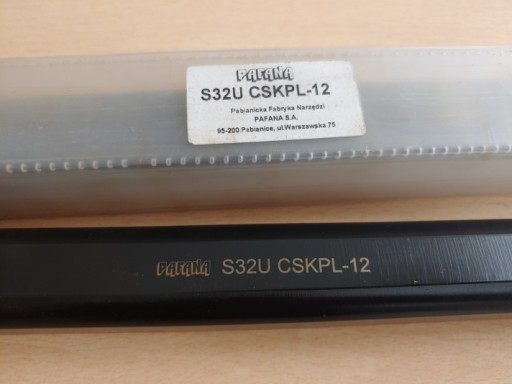 PAFANA
S32U CSKPL-12
Pabianicka Fabryka Narzędzi
PAFANA S.A.
95-200 Pabianice, ul.Warszawska 75
PAFANA S32U CSKPL-12